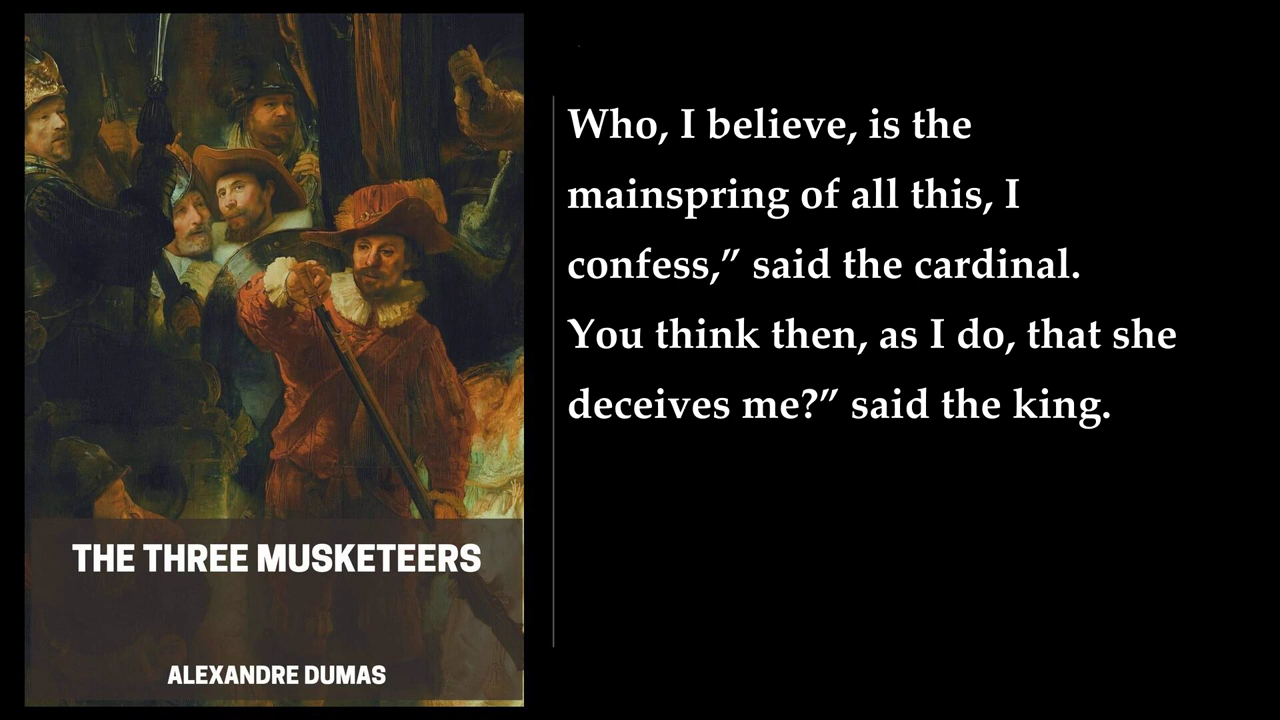 THE THREE MUSKETEERS
ALEXANDRE DUMAS
Who, I believe, is the
mainspring of all this, I
confess,” said the cardinal.
You think then, as I do, that she
deceives me?” said the king.